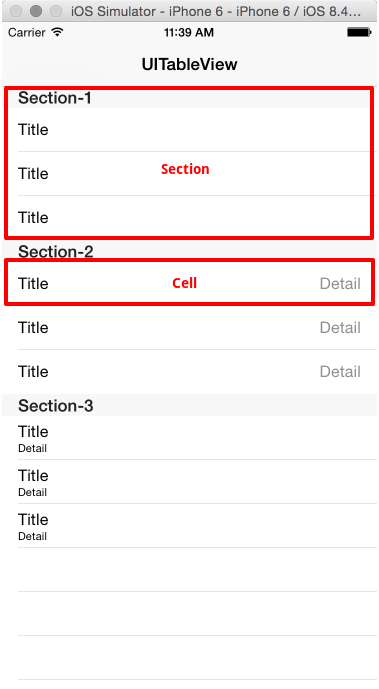 iOS Simulator - iPhone 6 - iPhone 6 / iOS 8.4...
Carrier 11:39 AM
UITableView
Section-1
Title
Title Section
Title
Section-2
Title Cell Detail
Title Detail
Title Detail
Section-3
Title
Detail
Title
Detail
Title
Detail